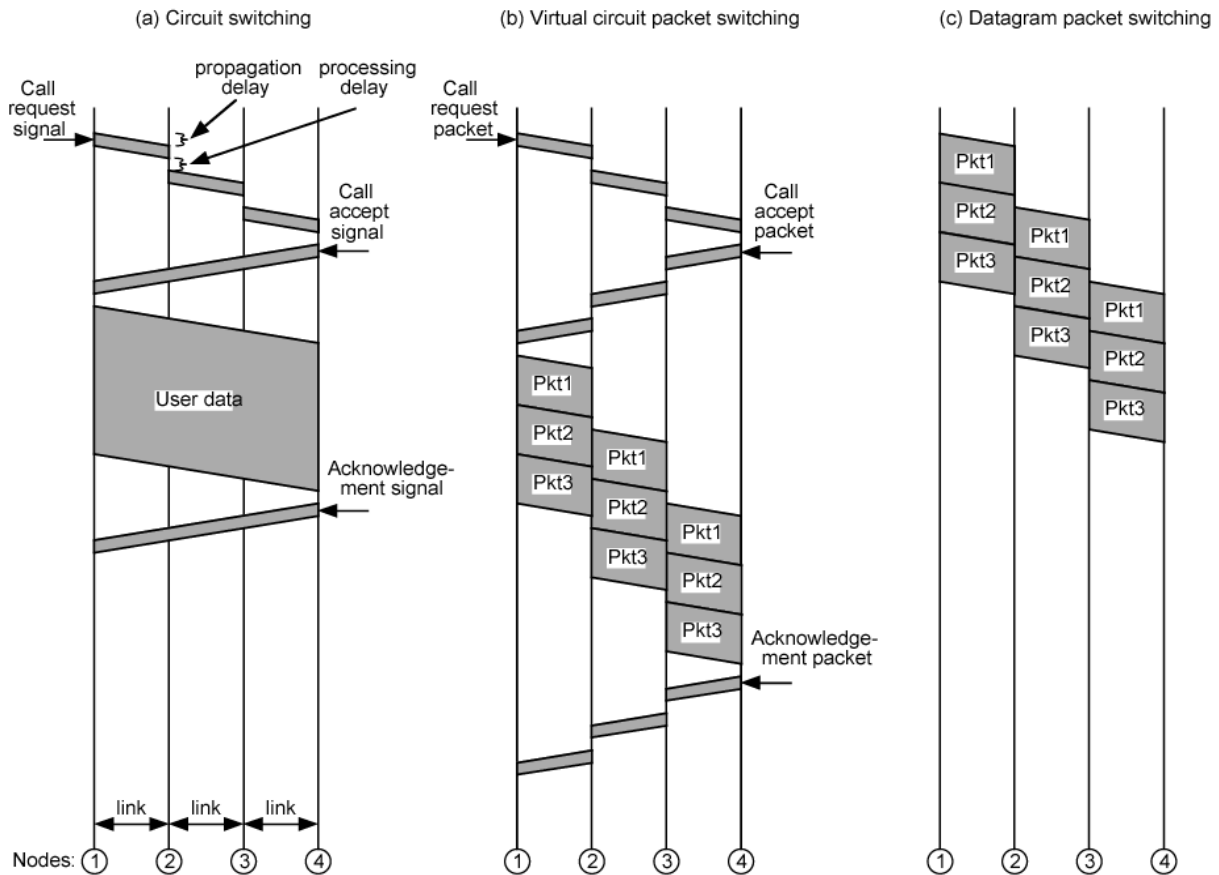 (a) Circuit switching
(b) Virtual circuit packet switching
(c) Datagram packet switching
propagation
delay
processing
delay
Call
request
signal
Call
accept
signal
User data
Acknowledge-
ment signal
link
link
link
Nodes: 1 2 3 4
Call
request
packet
Call
accept
packet
Pkt1
Pkt2
Pkt3
Pkt1
Pkt2
Pkt3
Pkt1
Pkt2
Pkt3
Acknowledge-
ment packet
1 2 3 4
Pkt1
Pkt2
Pkt3
Pkt1
Pkt2
Pkt3
Pkt1
Pkt2
Pkt3
1 2 3 4